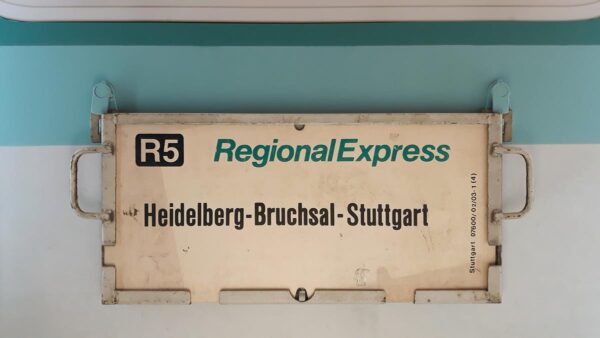 R5 RegionalExpress
Heidelberg-Bruchsal-Stuttgart
Stuttgart 97600/02/03-1 (4)